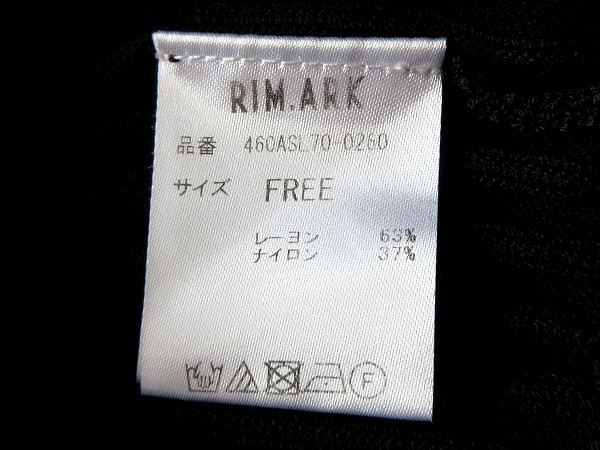 RIM.ARK
品番 460ASL70-0260
サイズ FREE
レーヨン 63%
ナイロン 37%
F